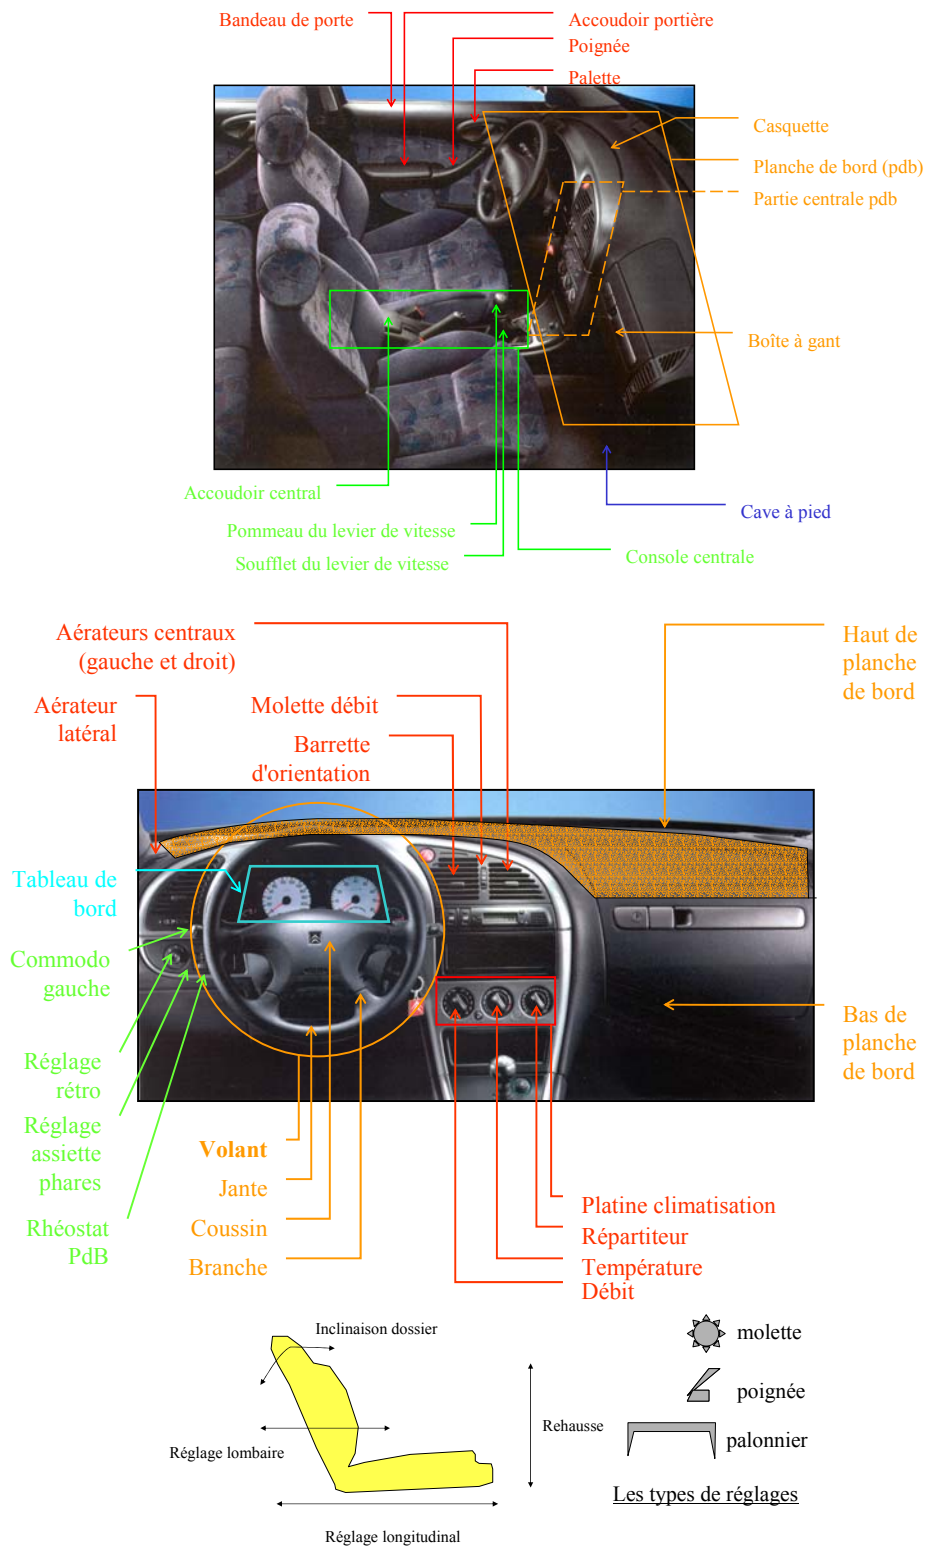 Bandeau de porte
Accoudoir portière
Poignée
Palette
Casquette
Planche de bord (pdb)
Partie centrale pdb
Boîte à gant
Accoudoir central
Cave à pied
Pommeau du levier de vitesse
Soufflet du levier de vitesse
Console centrale
Aérateurs centraux
(gauche et droit)
Haut de
planche
de bord
Aérateur
latéral
Molette débit
Barrette
d'orientation
Tableau de
bord
Commodo
gauche
Réglage
rétro
Réglage
assiette
phares
Rhéostat
PdB
Bas de
planche
de bord
Volant
Jante
Coussin
Branche
Platine climatisation
Répartiteur
Température
Débit
Inclinaison dossier
Réglage lombaire
Rehausse
Réglage longitudinal
molette
poignée
palonnier
Les types de réglages